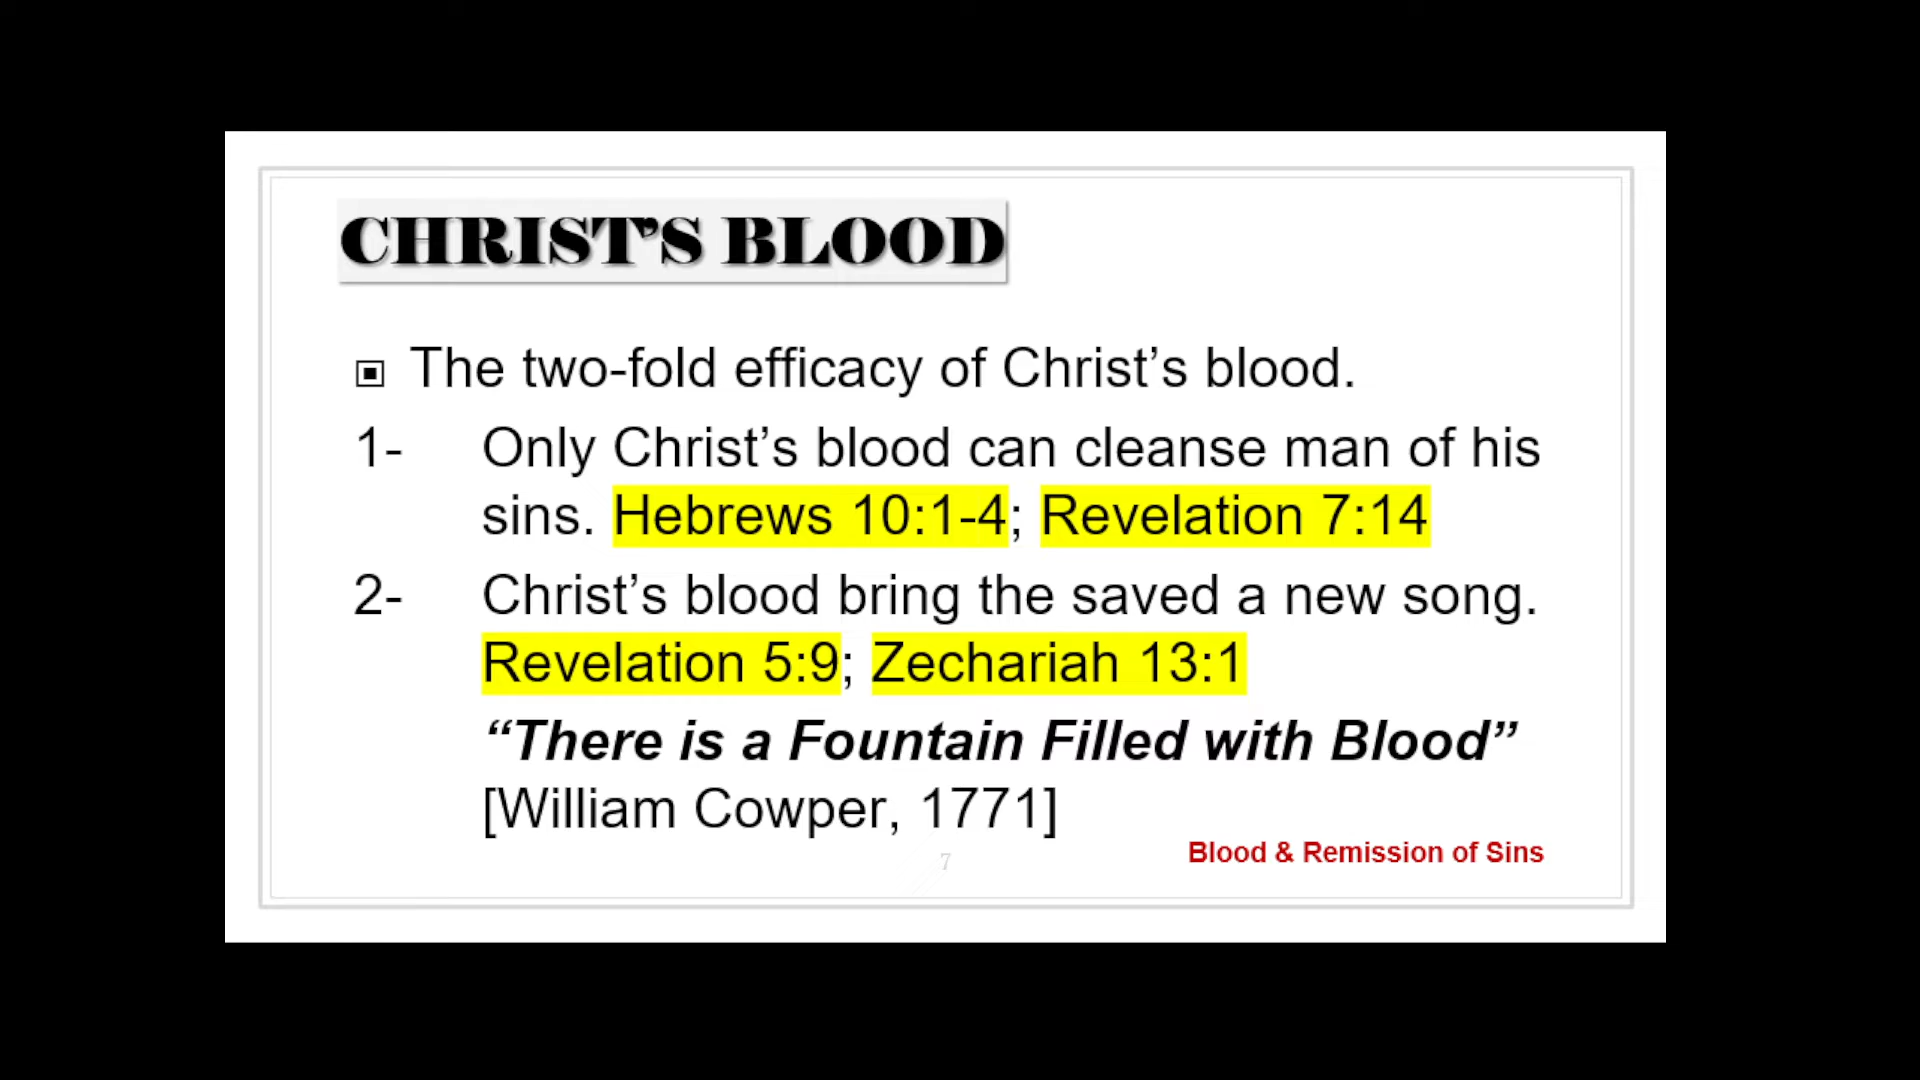 CHRIST’S BLOOD
The two-fold efficacy of Christ’s blood.
1- Only Christ’s blood can cleanse man of his
sins. Hebrews 10:1-4; Revelation 7:14
2- Christ’s blood bring the saved a new song.
Revelation 5:9; Zechariah 13:1
“There is a Fountain Filled with Blood”
[William Cowper, 1771]
7
Blood & Remission of Sins